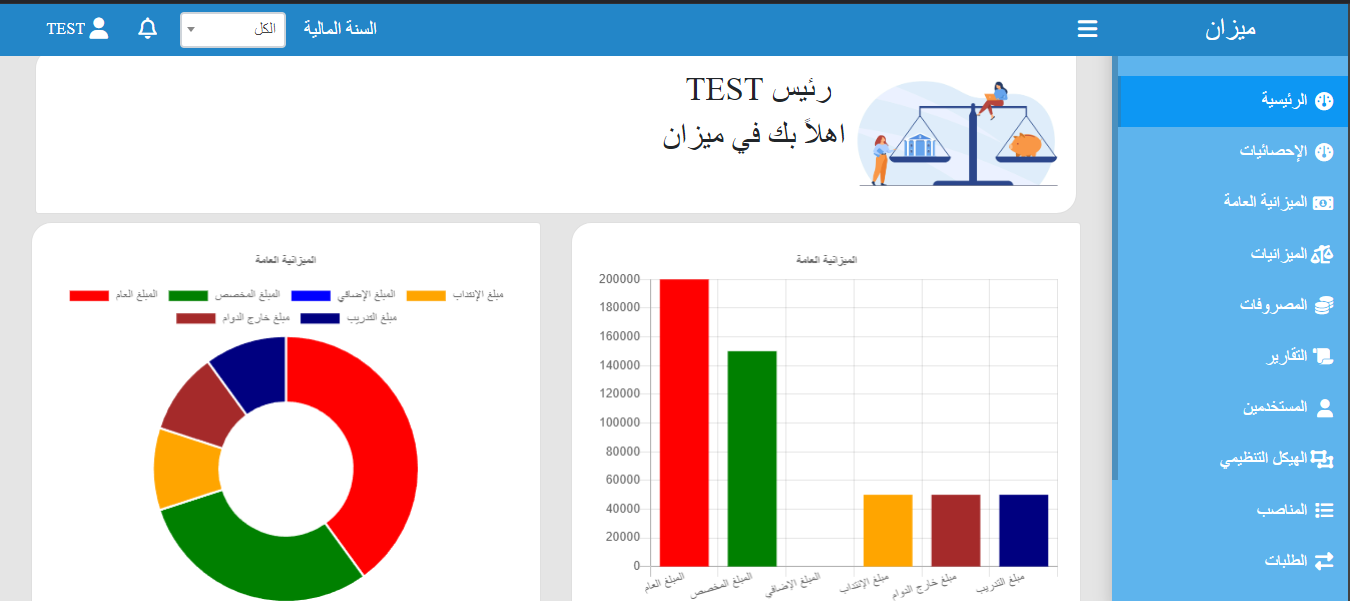 ميزان
السنة المالية
الكل
TEST
الرئيسية
الإحصائيات
الميزانية العامة
الميزانيات
المصروفات
التقارير
المستخدمين
الهيكل التنظيمي
المناصب
الطلبات
رئيس TEST
اهلاً بك في ميزان
الميزانية العامة
200000
180000
160000
140000
120000
100000
80000
60000
40000
20000
0
المبلغ العام
المبلغ المخصص
المبلغ الإضافي
مبلغ الإنتداب
مبلغ خارج الدوام
مبلغ التدريب
الميزانية العامة
المبلغ العام
المبلغ المخصص
المبلغ الإضافي
مبلغ الإنتداب
مبلغ خارج الدوام
مبلغ التدريب